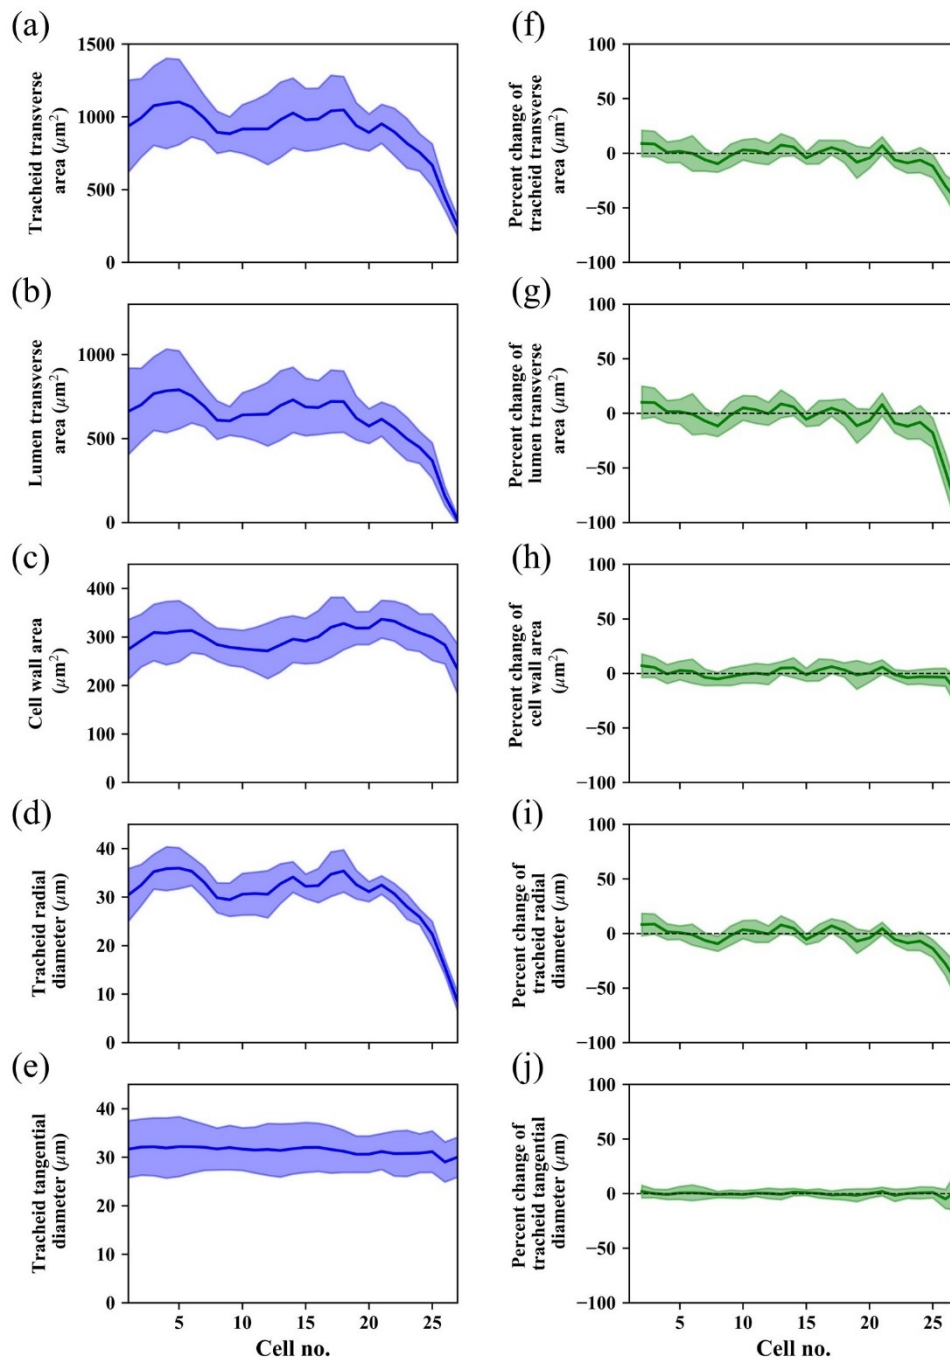 (a)
Tracheid transverse
area (μm²)
1500
1000
500
0
(f)
Percent change of
tracheid transverse
area (%)
100
50
0
−50
−100
(b)
Lumen transverse
area (μm²)
1000
500
0
(g)
Percent change of
lumen transverse
area (μm²)
100
50
0
−50
−100
(c)
Cell wall area
(μm²)
400
300
200
100
0
(h)
Percent change of
cell wall area
(μm²)
100
50
0
−50
−100
(d)
Tracheid radial
diameter (μm)
40
30
20
10
0
(i)
Percent change of
tracheid radial
diameter (μm)
100
50
0
−50
−100
(e)
Tracheid tangential
diameter (μm)
40
30
20
10
0
5
10
15
20
25
Cell no.
(j)
Percent change of
tracheid tangential
diameter (μm)
100
50
0
−50
−100
5
10
15
20
25
Cell no.